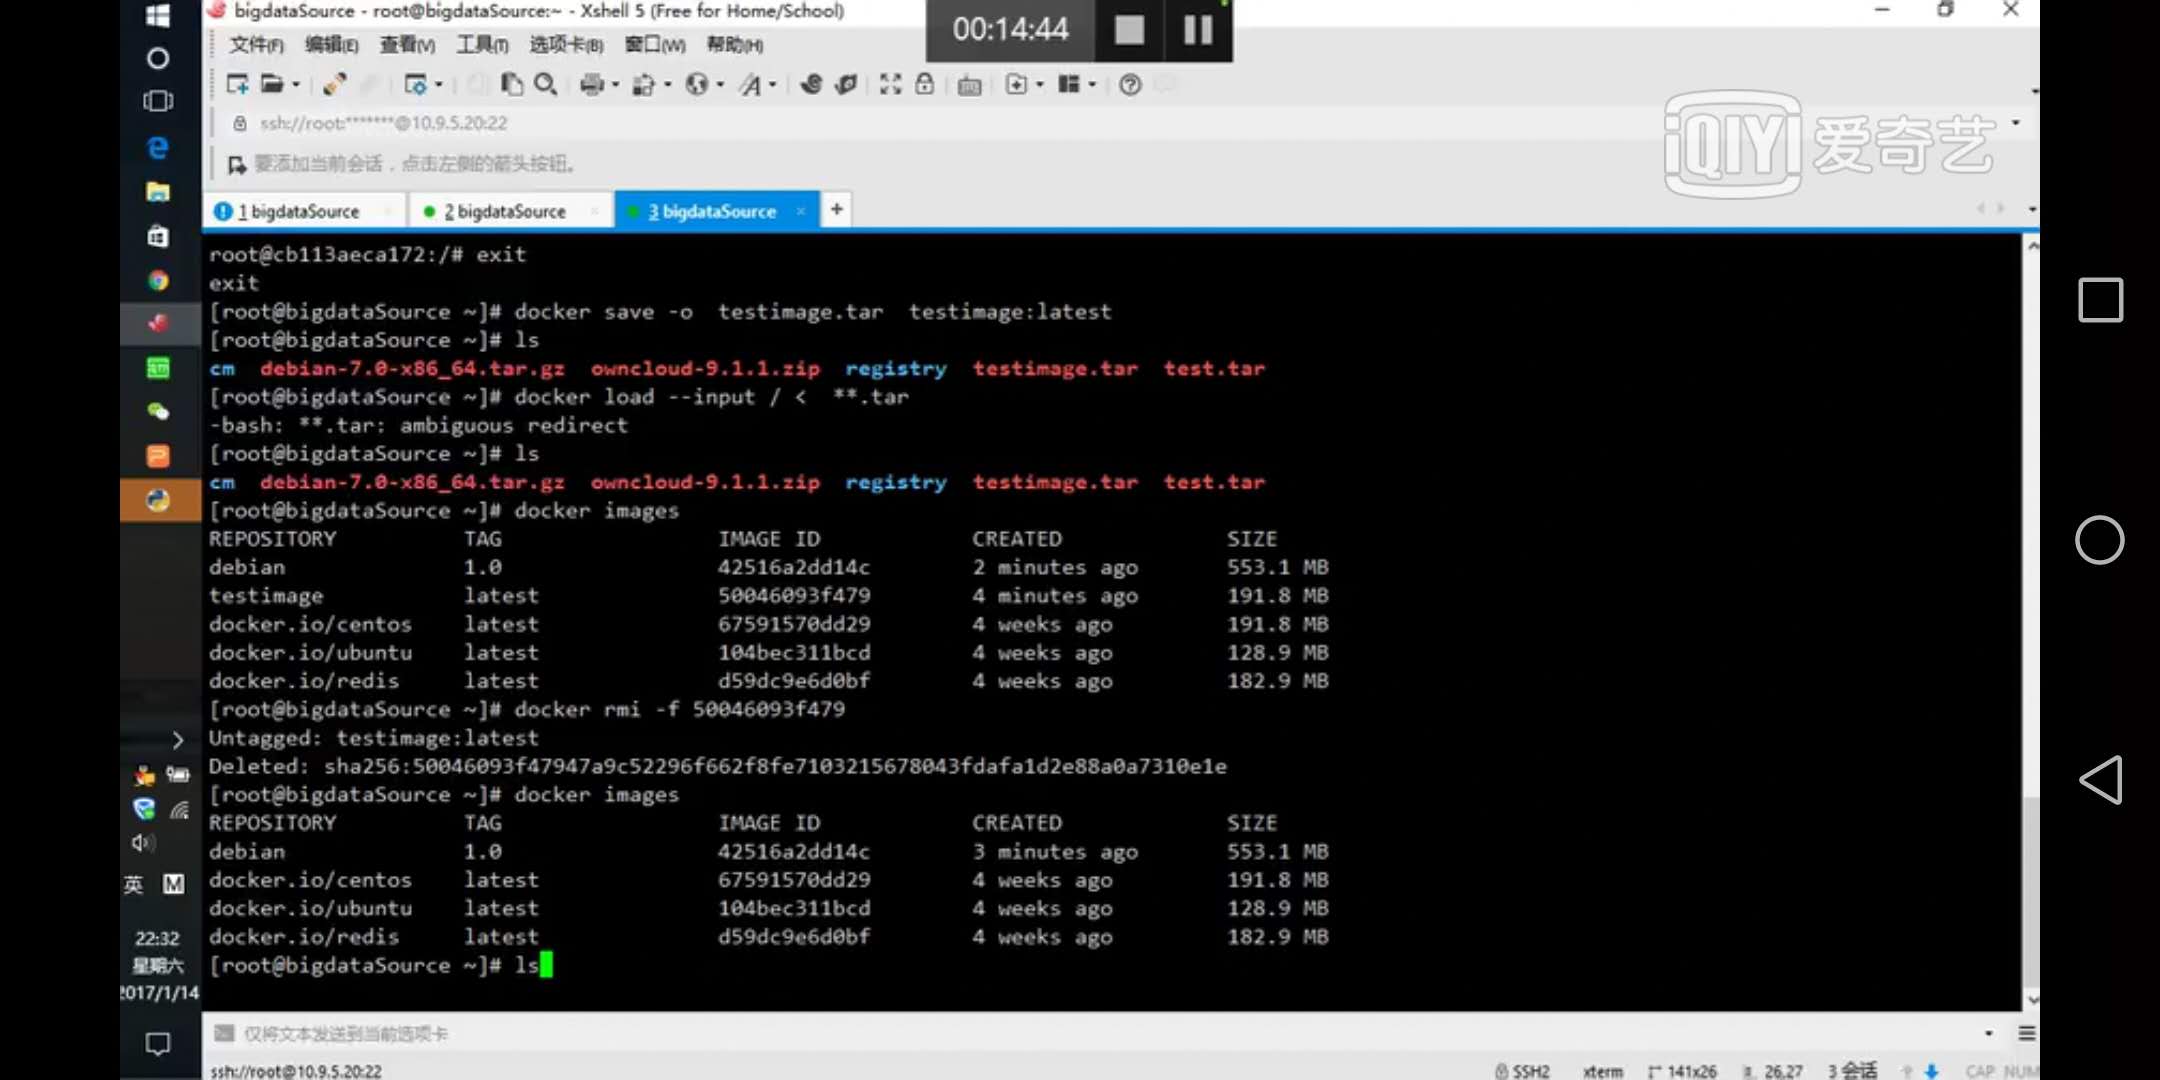 bigdataSource - root@bigdataSource:~ - Xshell 5 (Free for Home/School)
00:14:44
文件(F) 编辑(E) 查看(V) 工具(T) 选项卡(B) 窗口(W) 帮助(H)
ssh://root:*******@10.9.5.20:22
iQIYI 爱奇艺
要添加当前会话，点击左侧的箭头按钮。
1 bigdataSource 2 bigdataSource 3 bigdataSource +
root@cb113aeca172:/# exit
exit
[root@bigdataSource ~]# docker save -o  testimage.tar  testimage:latest
[root@bigdataSource ~]# ls
cm  debian-7.0-x86_64.tar.gz  owncloud-9.1.1.zip  registry  testimage.tar  test.tar
[root@bigdataSource ~]# docker load --input / <  **.tar
-bash: **.tar: ambiguous redirect
[root@bigdataSource ~]# ls
cm  debian-7.0-x86_64.tar.gz  owncloud-9.1.1.zip  registry  testimage.tar  test.tar
[root@bigdataSource ~]# docker images
REPOSITORY TAG IMAGE ID CREATED SIZE
debian 1.0 42516a2dd14c 2 minutes ago 553.1 MB
testimage latest 50046093f479 4 minutes ago 191.8 MB
docker.io/centos latest 67591570dd29 4 weeks ago 191.8 MB
docker.io/ubuntu latest 104bec311bcd 4 weeks ago 128.9 MB
docker.io/redis latest d59dc9e6d0bf 4 weeks ago 182.9 MB
[root@bigdataSource ~]# docker rmi -f 50046093f479
Untagged: testimage:latest
Deleted: sha256:50046093f47947a9c52296f662f8fe7103215678043fdafa1d2e88a0a7310e1e
[root@bigdataSource ~]# docker images
REPOSITORY TAG IMAGE ID CREATED SIZE
debian 1.0 42516a2dd14c 3 minutes ago 553.1 MB
docker.io/centos latest 67591570dd29 4 weeks ago 191.8 MB
docker.io/ubuntu latest 104bec311bcd 4 weeks ago 128.9 MB
docker.io/redis latest d59dc9e6d0bf 4 weeks ago 182.9 MB
[root@bigdataSource ~]# ls
英 M
22:32
星期六
2017/1/14
仅将文本发送到当前选项卡
ssh://root@10.9.5.20:22 SSH2 xterm 141x26 26,27 3 会话 CAP NUM